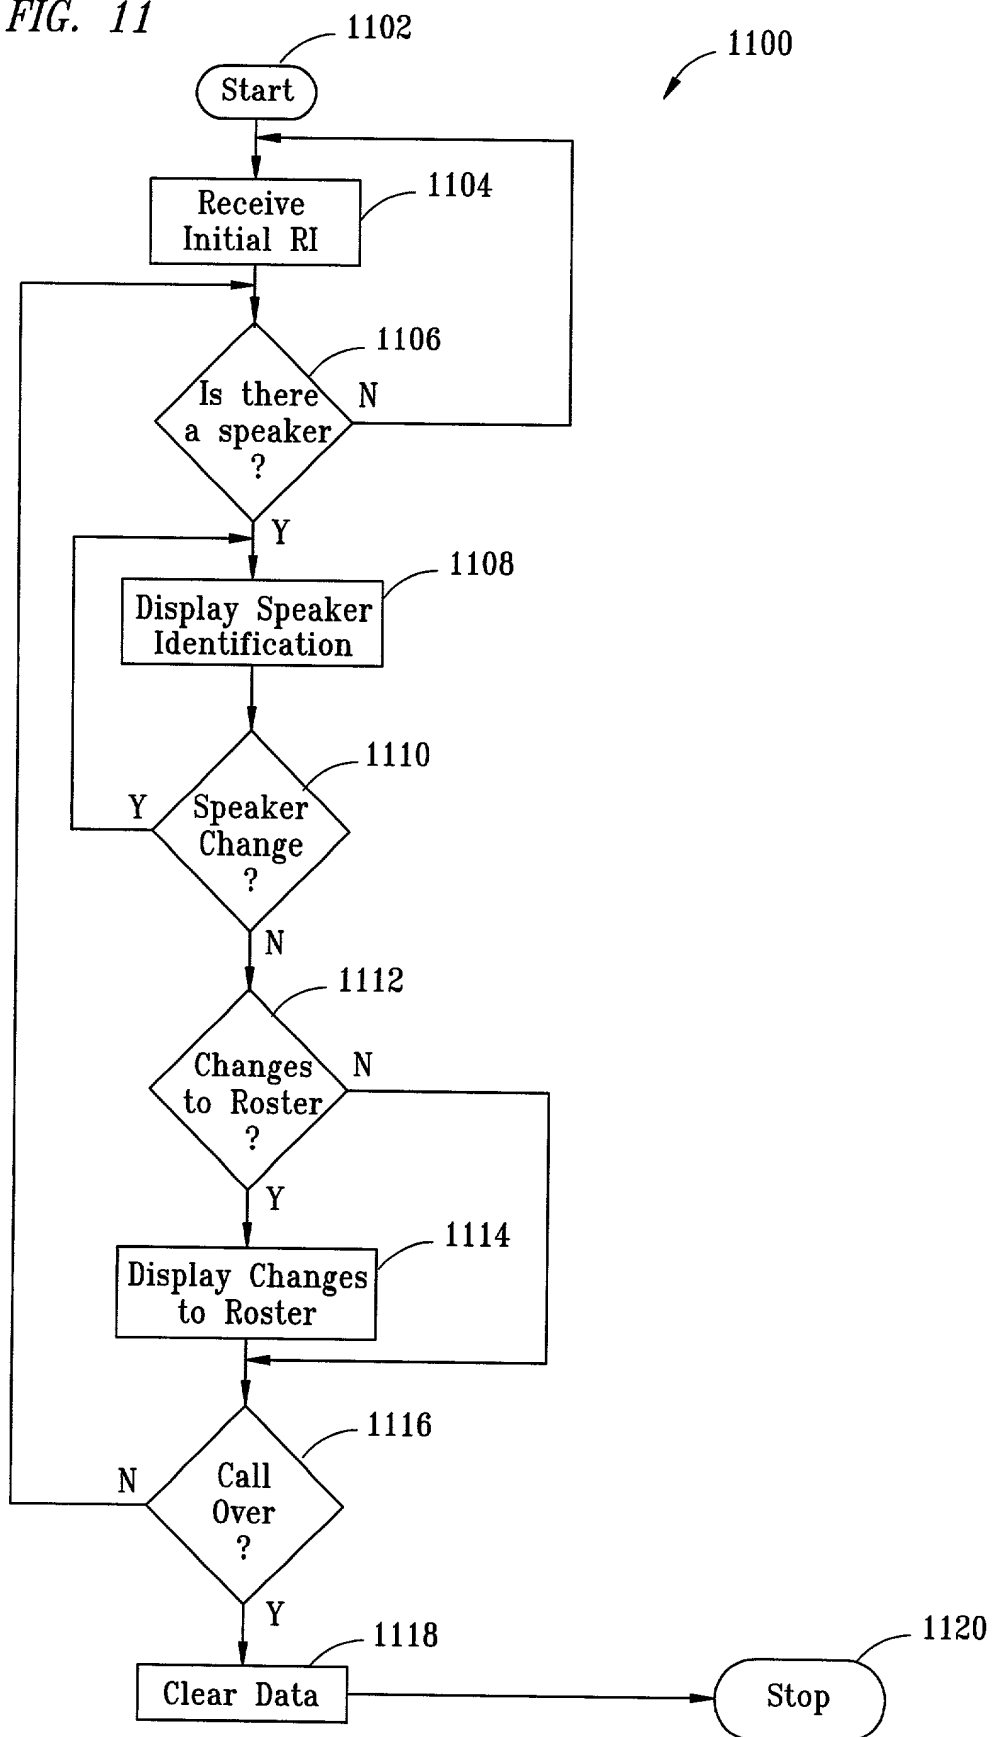 FIG. 11
1102
1100
Start
1104
Receive
Initial RI
1106
Is there
a speaker
?
N
Y
1108
Display Speaker
Identification
1110
Y
Speaker
Change
?
N
1112
Changes
to Roster
?
N
Y
1114
Display Changes
to Roster
1116
N
Call
Over
?
Y
1118
1120
Clear Data
Stop